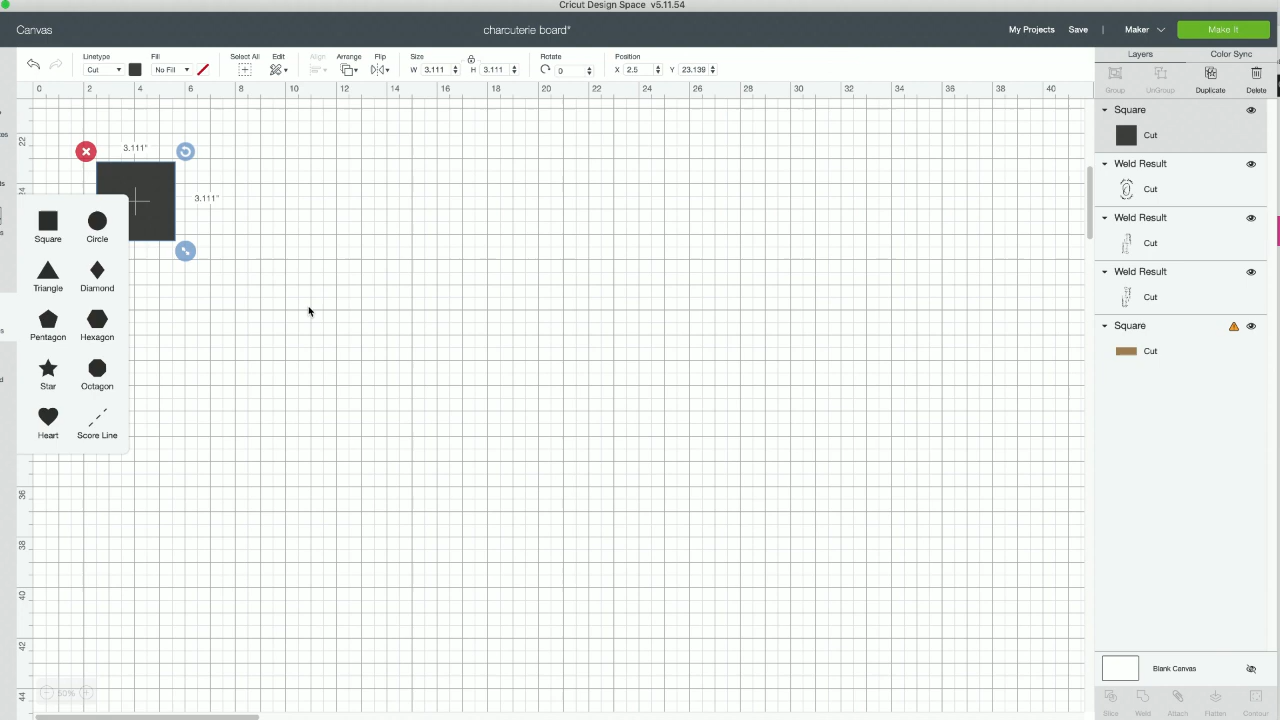 Cricut Design Space v5.11.54
Canvas
charcuterie board*
My Projects
Save
|
Maker
Make It
Linetype
Cut
Fill
No Fill
Select All
Edit
Align
Arrange
Flip
Size
W 3.111
H 3.111
Rotate
0
Position
X 2.5
Y 23.139
Layers
Color Sync
Group
UnGroup
Duplicate
Delete
0 2 4 6 8 10 12 14 16 18 20 22 24 26 28 30 32 34 36 38 40
22
24
36
38
40
42
44
3.111"
3.111"
Square
Circle
Triangle
Diamond
Pentagon
Hexagon
Star
Octagon
Heart
Score Line
50%
Square
Cut
Weld Result
Cut
Weld Result
Cut
Weld Result
Cut
Square
Cut
Blank Canvas
Slice
Weld
Attach
Flatten
Contour